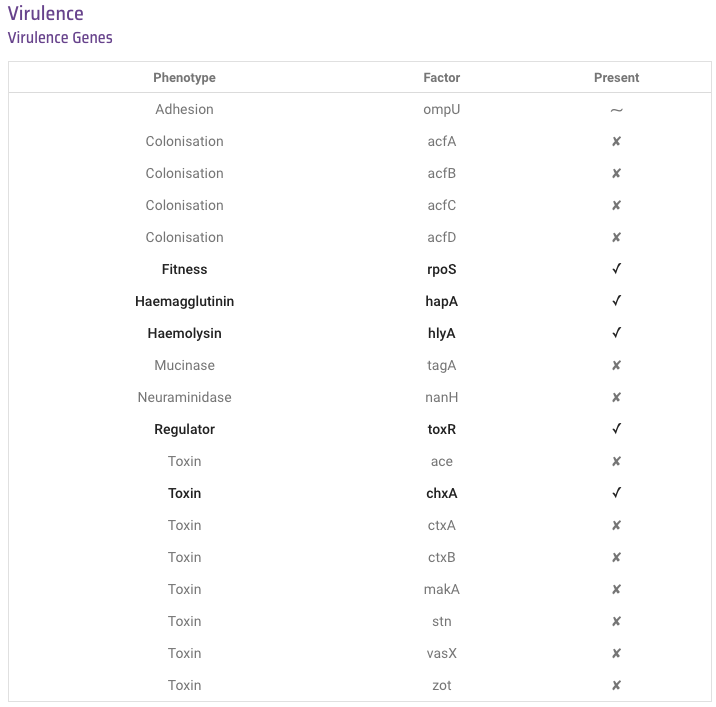 Virulence
Virulence Genes
Phenotype Factor Present
Adhesion ompU ~
Colonisation acfA ✘
Colonisation acfB ✘
Colonisation acfC ✘
Colonisation acfD ✘
Fitness rpoS ✓
Haemagglutinin hapA ✓
Haemolysin hlyA ✓
Mucinase tagA ✘
Neuraminidase nanH ✘
Regulator toxR ✓
Toxin ace ✘
Toxin chxA ✓
Toxin ctxA ✘
Toxin ctxB ✘
Toxin makA ✘
Toxin stn ✘
Toxin vasX ✘
Toxin zot ✘